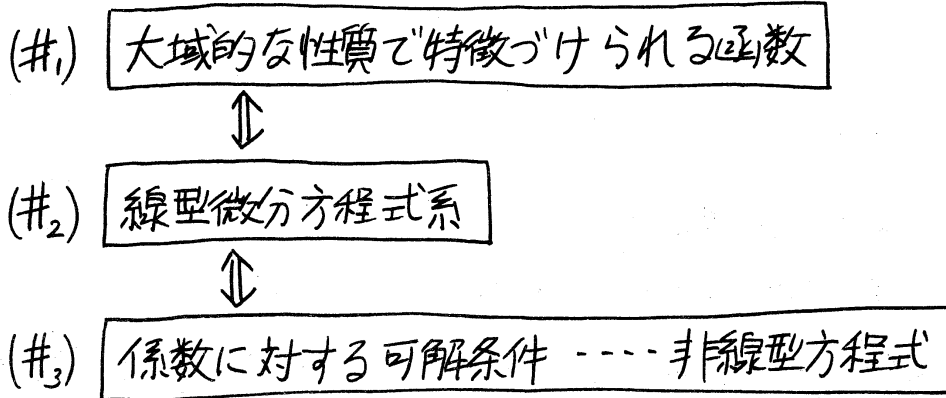 (#₁) 大域的な性質で特徴づけられる函数
⇕
(#₂) 線型微分方程式系
⇕
(#₃) 係数に対する可解条件 ‥‥ 非線型方程式